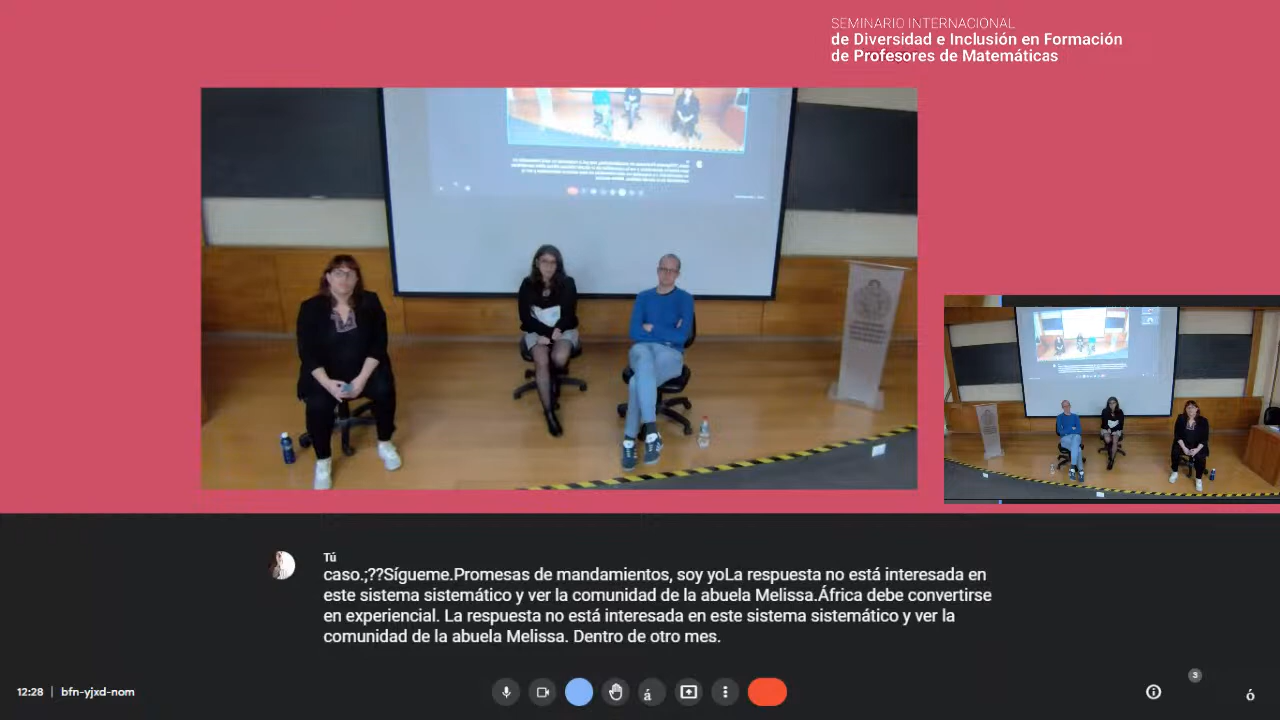 SEMINARIO INTERNACIONAL
de Diversidad e Inclusión en Formación
de Profesores de Matemáticas
Tú
caso.;??Sígueme.Promesas de mandamientos, soy yoLa respuesta no está interesada en
este sistema sistemático y ver la comunidad de la abuela Melissa.África debe convertirse
en experiencial. La respuesta no está interesada en este sistema sistemático y ver la
comunidad de la abuela Melissa. Dentro de otro mes.
12:28 | bfn-yjxd-nom
á
3
ó